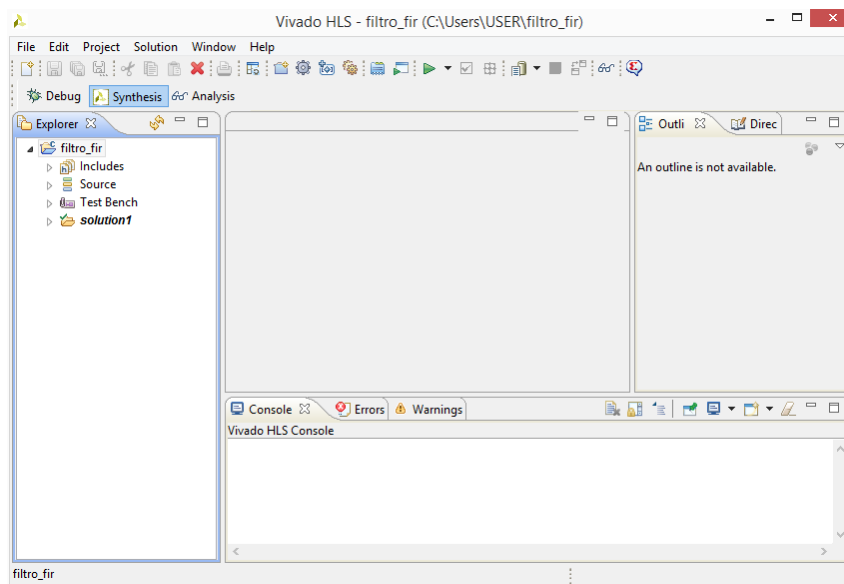 Vivado HLS - filtro_fir (C:\Users\USER\filtro_fir)
File Edit Project Solution Window Help
Debug Synthesis Analysis
Explorer
filtro_fir
Includes
Source
Test Bench
solution1
Outli Direc
An outline is not available.
Console Errors Warnings
Vivado HLS Console
filtro_fir